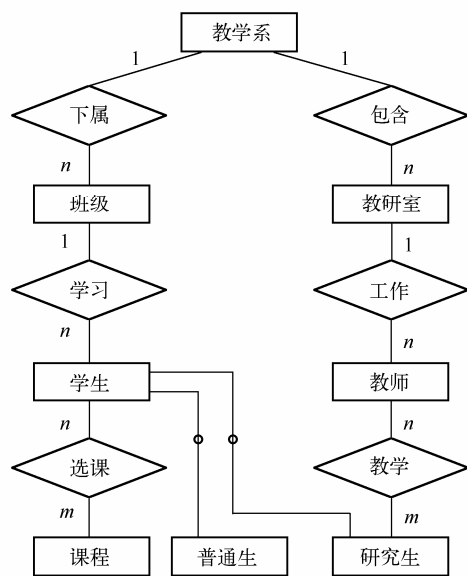 教学系
1 1
下属 包含
n n
班级 教研室
1 1
学习 工作
n n
学生 教师
n n
选课 教学
m m
课程 普通生 研究生